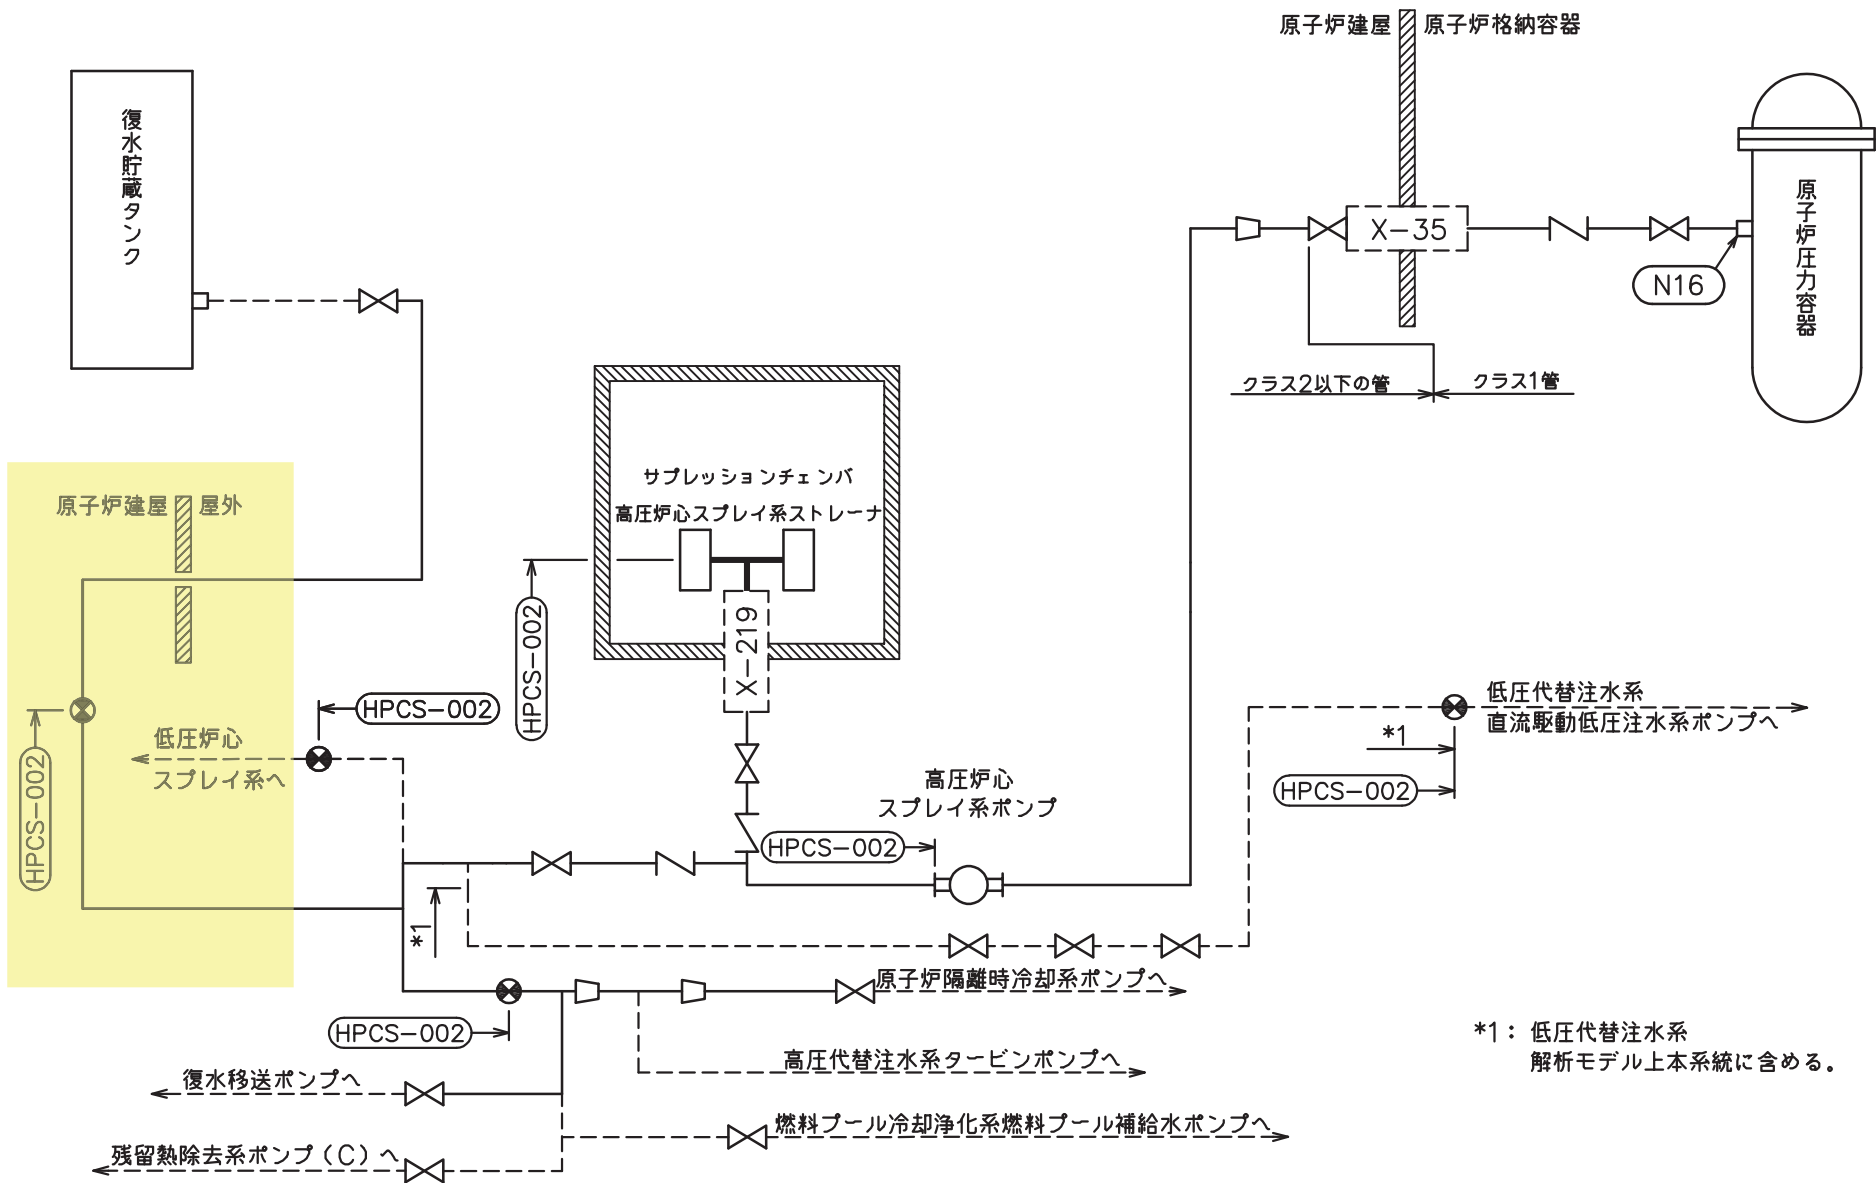 原子炉建屋
原子炉格納容器
復水貯蔵タンク
原子炉圧力容器
X-35
N16
クラス2以下の管
クラス1管
サプレッションチェンバ
高圧炉心スプレイ系ストレーナ
X-219
HPCS-002
原子炉建屋
屋外
HPCS-002
HPCS-002
低圧炉心
スプレイ系へ
低圧代替注水系
直流駆動低圧注水系ポンプへ
*1
HPCS-002
高圧炉心
スプレイ系ポンプ
HPCS-002
*1
原子炉隔離時冷却系ポンプへ
HPCS-002
高圧代替注水系タービンポンプへ
復水移送ポンプへ
燃料プール冷却浄化系燃料プール補給水ポンプへ
残留熱除去系ポンプ(C)へ
*1:低圧代替注水系
解析モデル上本系統に含める。